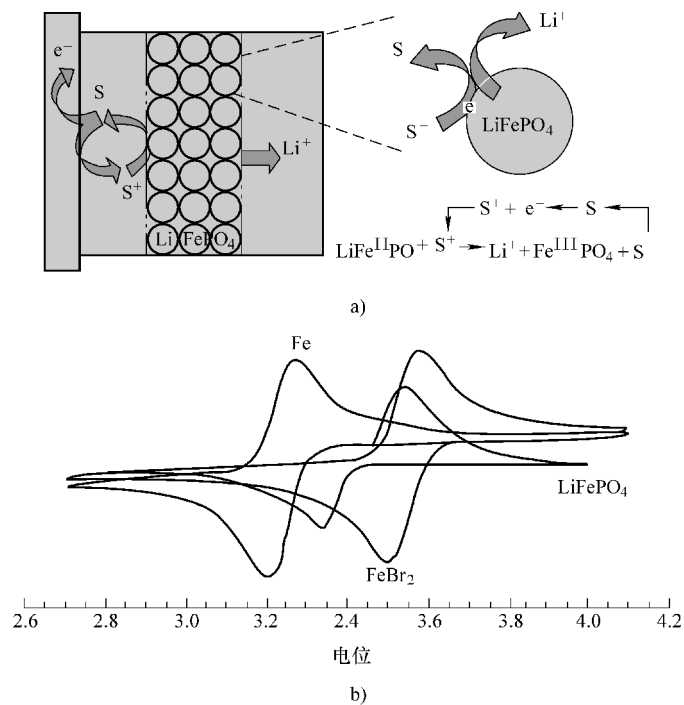 e⁻
S
S⁺
Li FePO₄
Li⁺
S
Li⁺
e
S⁻
LiFePO₄
S⁺ + e⁻ ← S
LiFeᴵᴵPO + S⁺ → Li⁺ + Feᴵᴵᴵ PO₄ + S
a)
Fe
LiFePO₄
FeBr₂
2.6 2.8 3.0 3.2 2.4 3.6 3.8 4.0 4.2
电位
b)